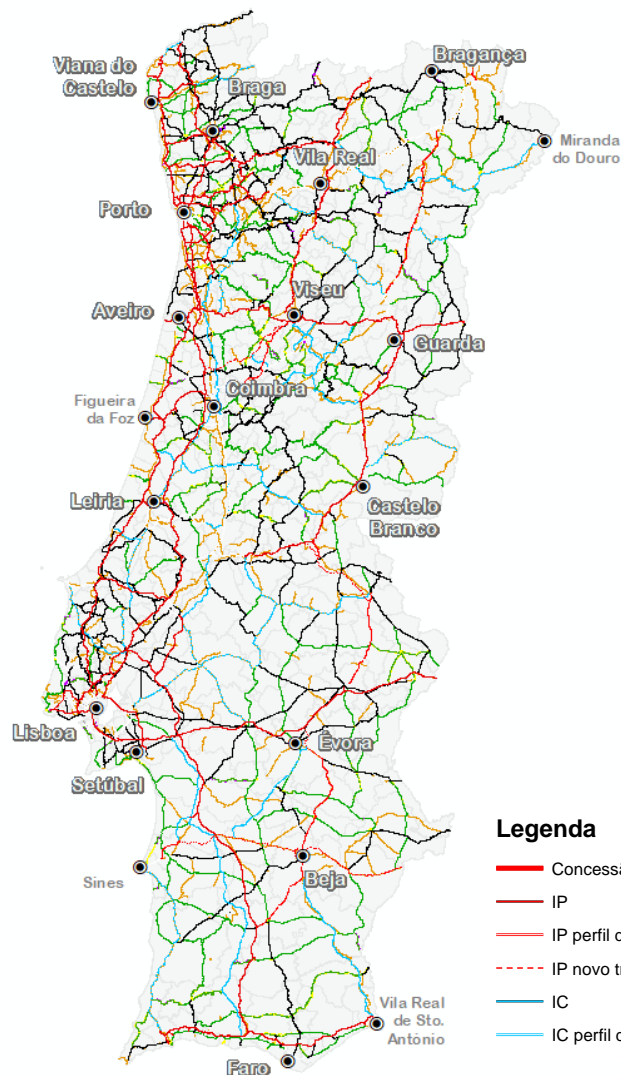 Bragança
Viana do
Castelo
Braga
Miranda
do Douro
Vila Real
Porto
Viseu
Aveiro
Guarda
Coimbra
Figueira
da Foz
Leiria
Castelo
Branco
Lisboa
Évora
Setúbal
Legenda
Concessã
IP
Beja
Sines
IP perfil d
IP novo tr
IC
Vila Real
de Sto.
António
IC perfil d
Faro